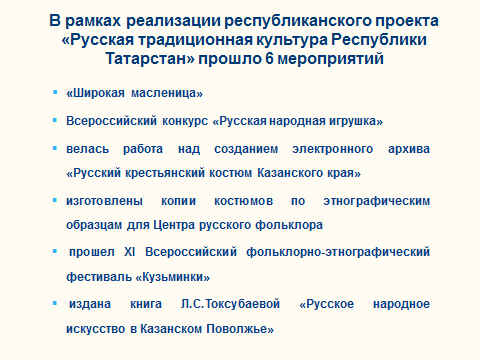 В рамках реализации республиканского проекта
«Русская традиционная культура Республики
Татарстан» прошло 6 мероприятий
«Широкая масленица»
Всероссийский конкурс «Русская народная игрушка»
велась работа над созданием электронного архива
«Русский крестьянский костюм Казанского края»
изготовлены копии костюмов по этнографическим
образцам для Центра русского фольклора
прошел XI Всероссийский фольклорно-этнографический
фестиваль «Кузьминки»
издана книга Л.С.Токсубаевой «Русское народное
искусство в Казанском Поволжье»